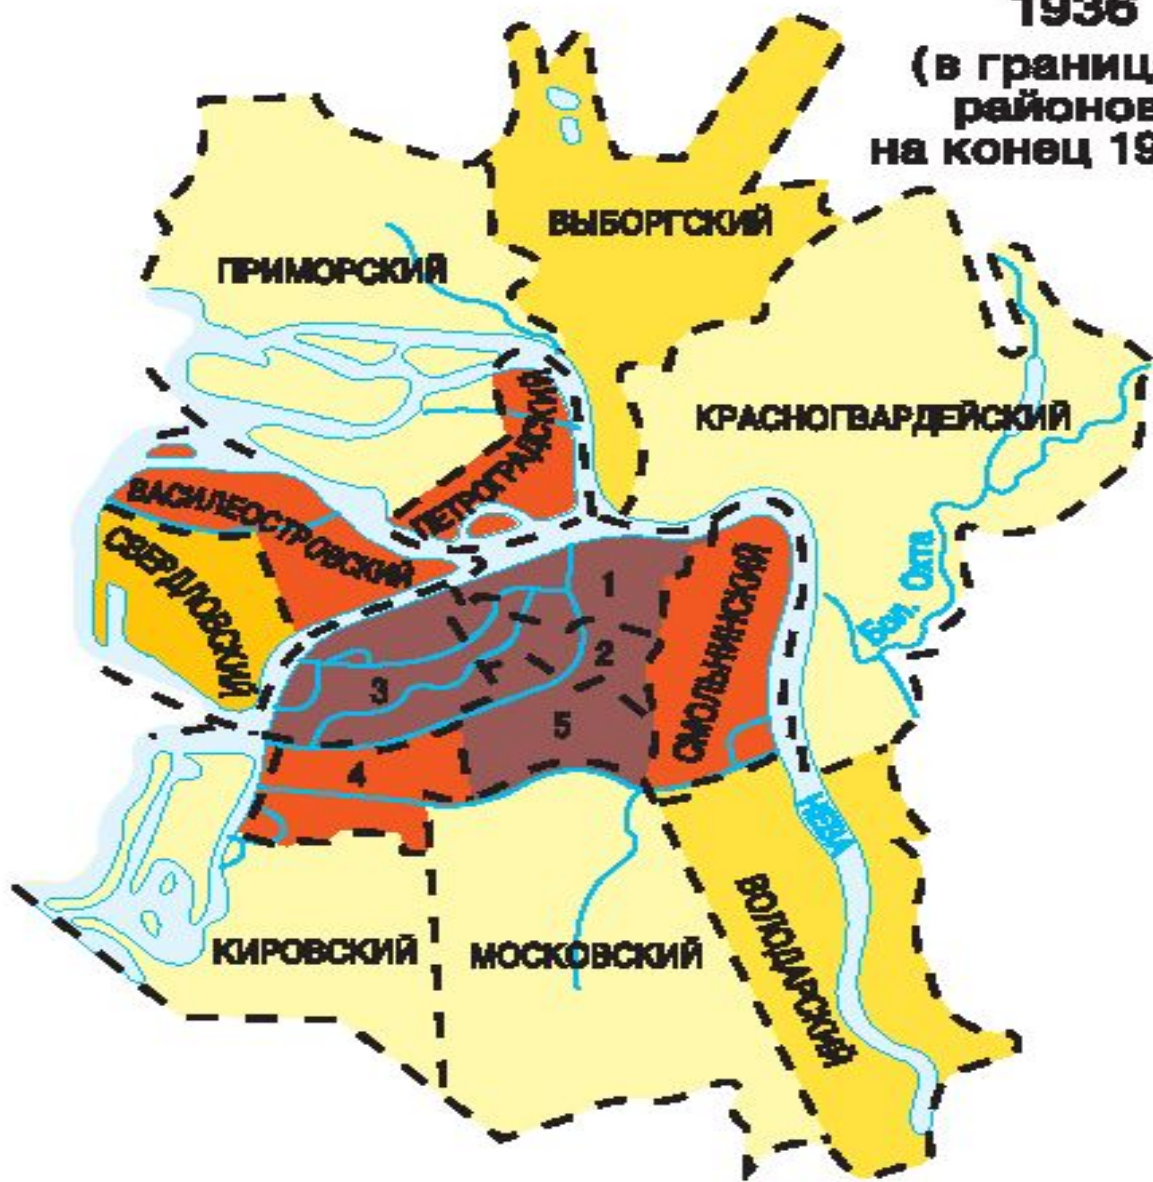 1936
(в границ
районов
на конец 19
ВЫБОРГСКИЙ
ПРИМОРСКИЙ
КРАСНОГВАРДЕЙСКИЙ
ПЕТРОГРАДСКИЙ
ВАСИЛЕОСТРОВСКИЙ
СВЕРДЛОВСКИЙ
СМОЛЬНИНСКИЙ
Бол. Охта
1
2
3
5
4
НЕВА
ВОЛОДАРСКИЙ
КИРОВСКИЙ
МОСКОВСКИЙ